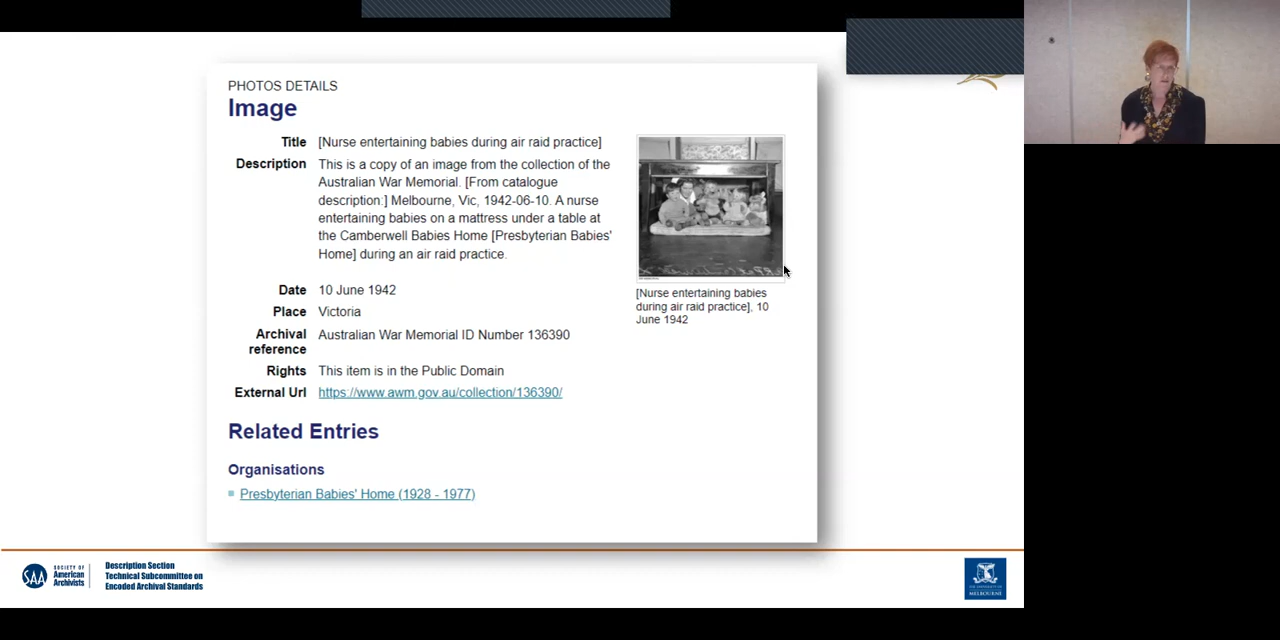 PHOTOS DETAILS
Image
Title [Nurse entertaining babies during air raid practice]
Description This is a copy of an image from the collection of the
Australian War Memorial. [From catalogue
description:] Melbourne, Vic, 1942-06-10. A nurse
entertaining babies on a mattress under a table at
the Camberwell Babies Home [Presbyterian Babies'
Home] during an air raid practice.
Date 10 June 1942
Place Victoria
Archival reference Australian War Memorial ID Number 136390
Rights This item is in the Public Domain
External Url https://www.awm.gov.au/collection/136390/
[Nurse entertaining babies
during air raid practice], 10
June 1942
Related Entries
Organisations
Presbyterian Babies' Home (1928 - 1977)
SAA
SOCIETY OF
American
Archivists
Description Section
Technical Subcommittee on
Encoded Archival Standards
THE UNIVERSITY OF
MELBOURNE